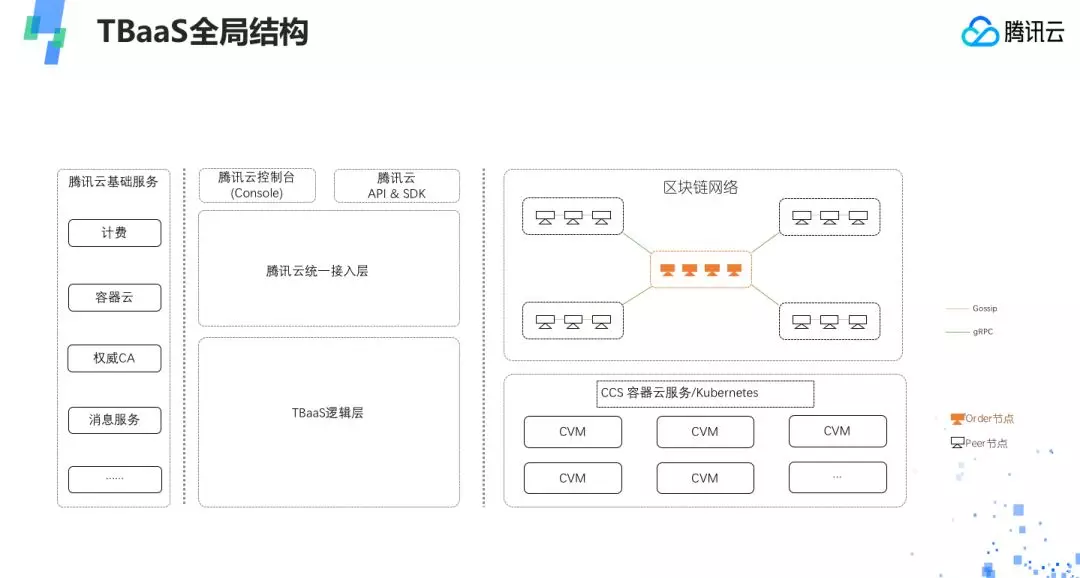 TBaaS全局结构
腾讯云
腾讯云基础服务
计费
容器云
权威CA
消息服务
......
腾讯云控制台
(Console)
腾讯云
API & SDK
腾讯云统一接入层
TBaaS逻辑层
区块链网络
CCS 容器云服务/Kubernetes
CVM
CVM
CVM
CVM
CVM
...
Gossip
gRPC
Order节点
Peer节点